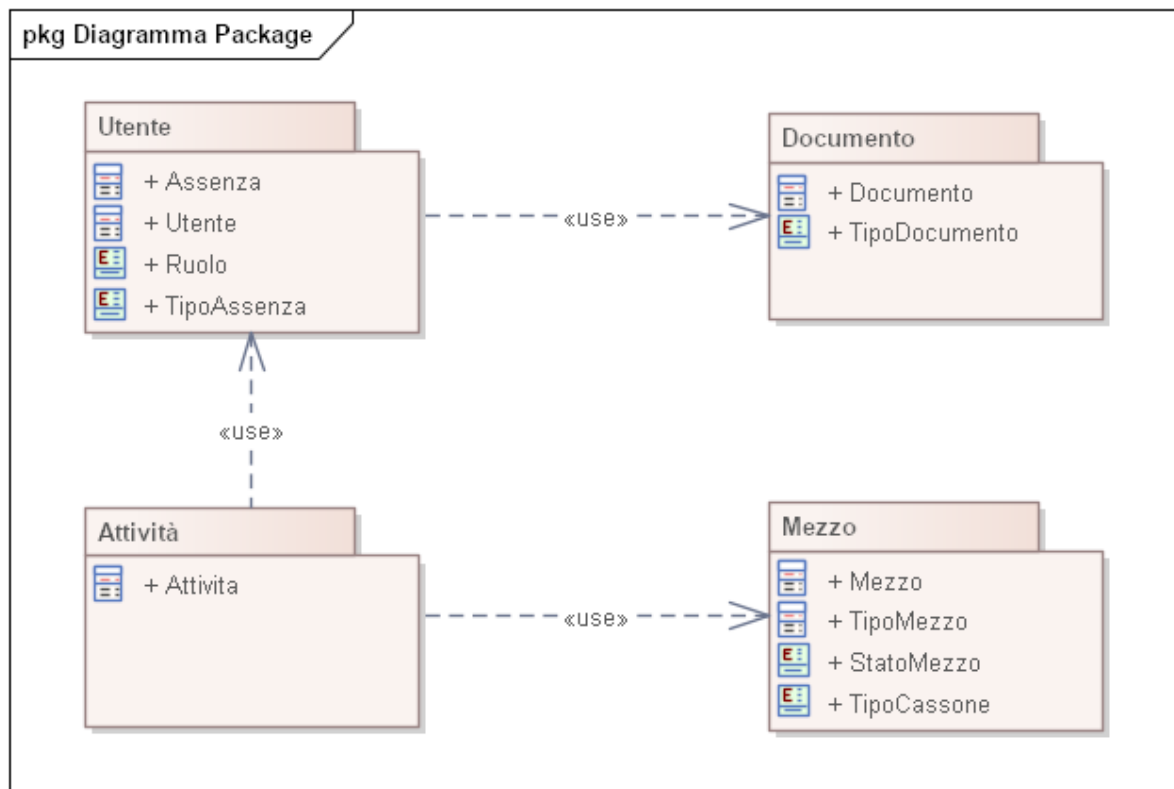 pkg Diagramma Package
Utente
+ Assenza
+ Utente
+ Ruolo
+ TipoAssenza
«use»
Documento
+ Documento
+ TipoDocumento
«use»
Attività
+ Attivita
«use»
Mezzo
+ Mezzo
+ TipoMezzo
+ StatoMezzo
+ TipoCassone